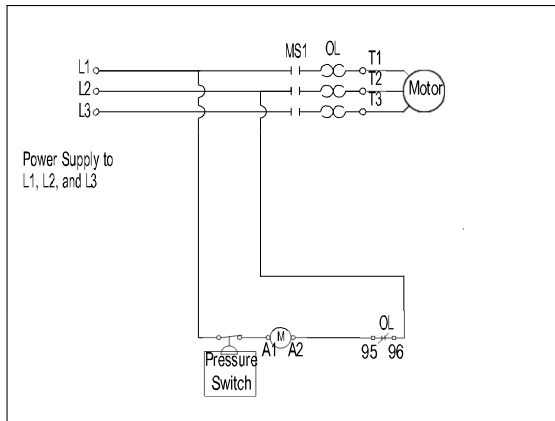 MS1 OL
L1 T1
L2 T2 Motor
L3 T3
Power Supply to
L1, L2, and L3
M OL
A1 A2 95 96
Pressure
Switch